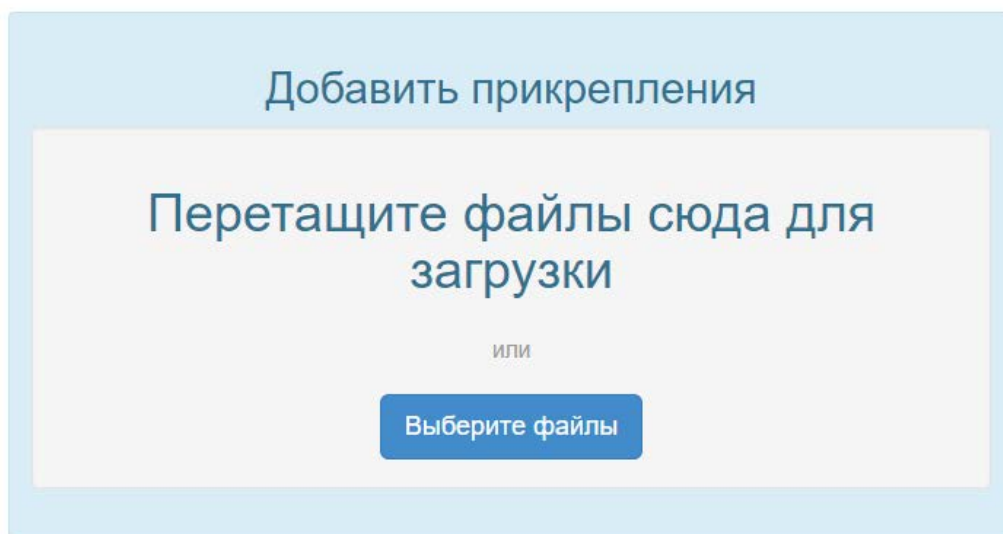 Добавить прикрепления
Перетащите файлы сюда для
загрузки
или
Выберите файлы